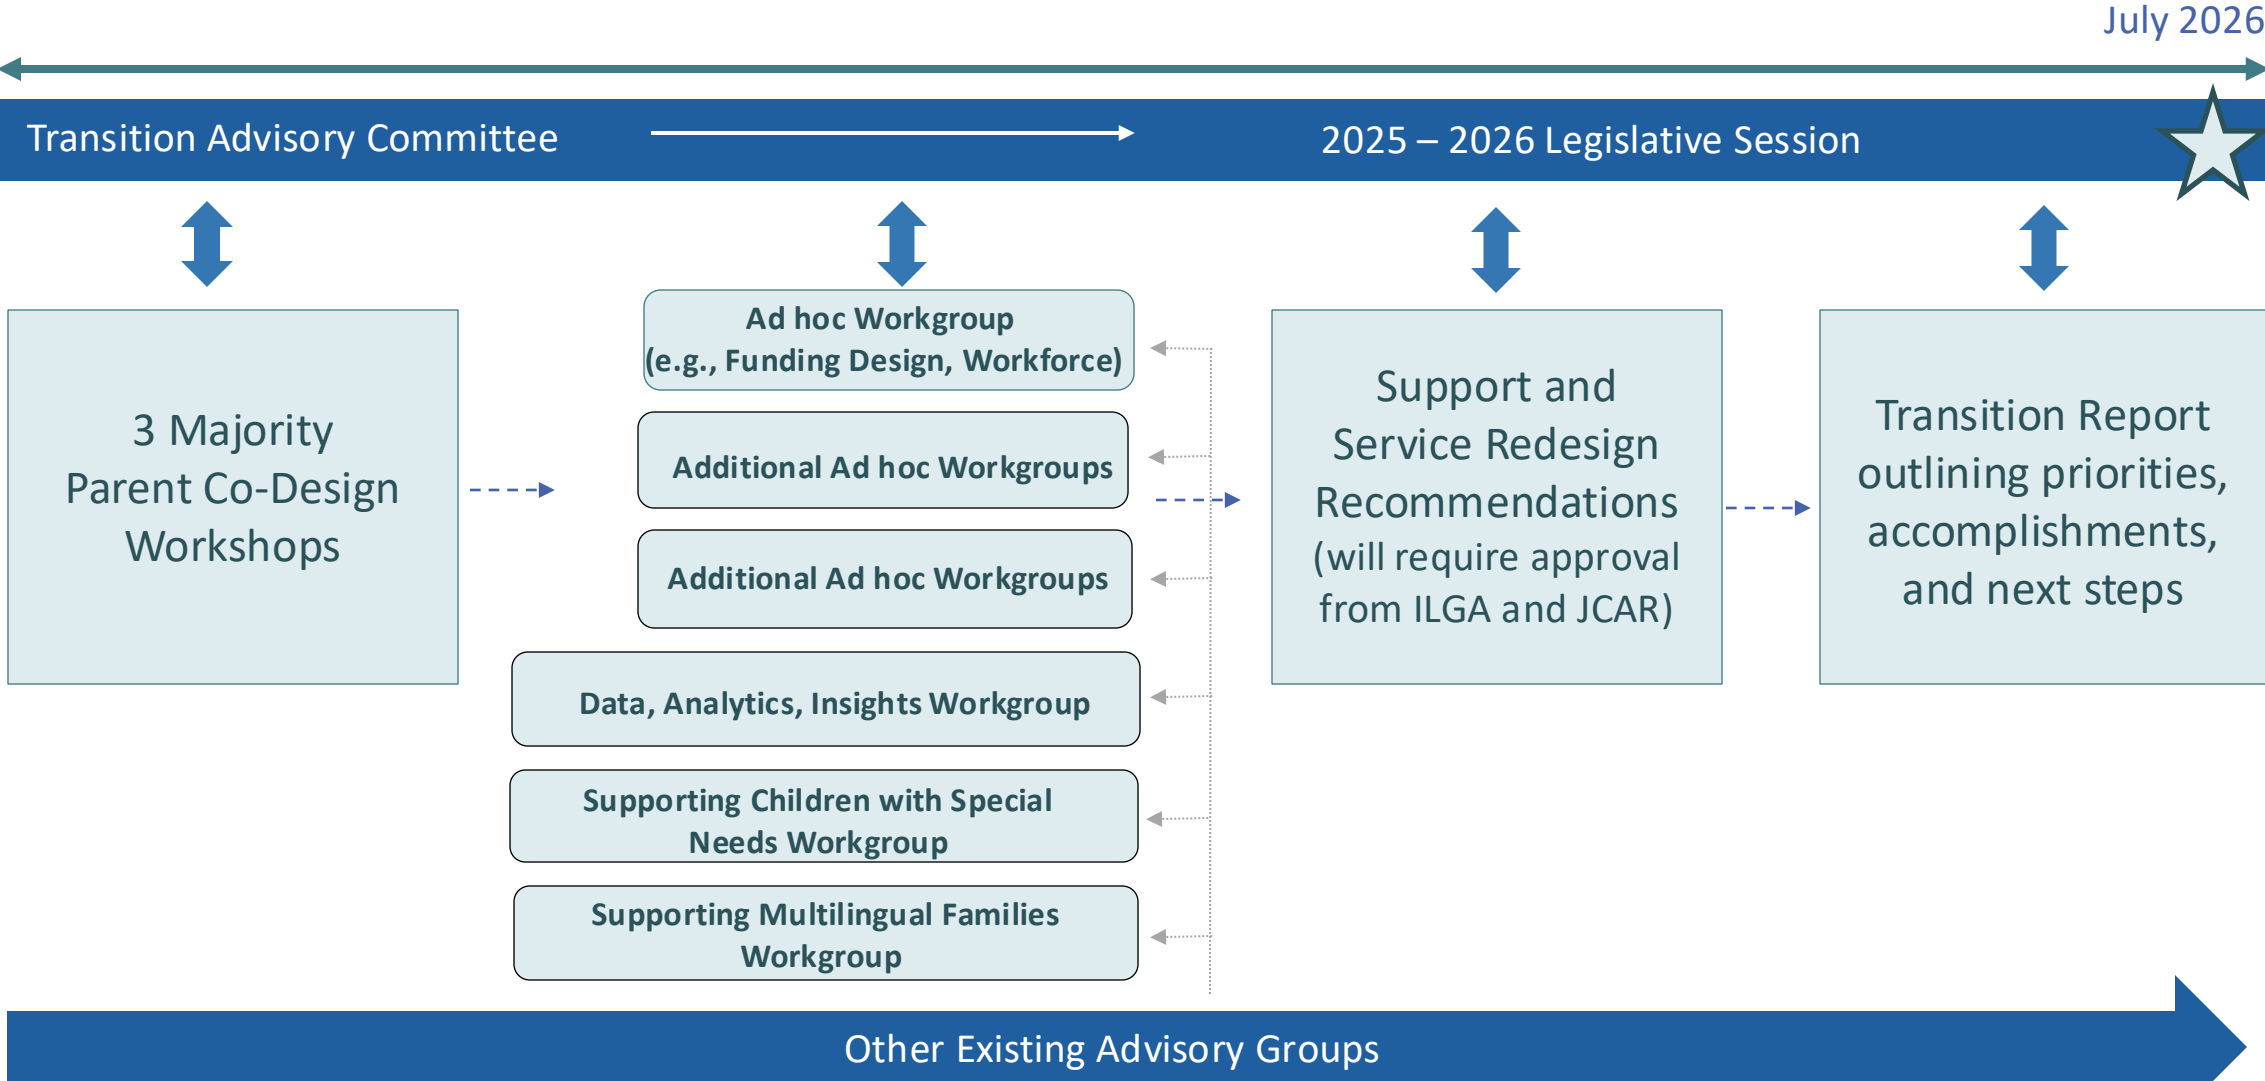 July 2026
Transition Advisory Committee
2025 – 2026 Legislative Session
3 Majority
Parent Co-Design
Workshops
Ad hoc Workgroup
(e.g., Funding Design, Workforce)
Additional Ad hoc Workgroups
Additional Ad hoc Workgroups
Data, Analytics, Insights Workgroup
Supporting Children with Special
Needs Workgroup
Supporting Multilingual Families
Workgroup
Support and
Service Redesign
Recommendations
(will require approval
from ILGA and JCAR)
Transition Report
outlining priorities,
accomplishments,
and next steps
Other Existing Advisory Groups